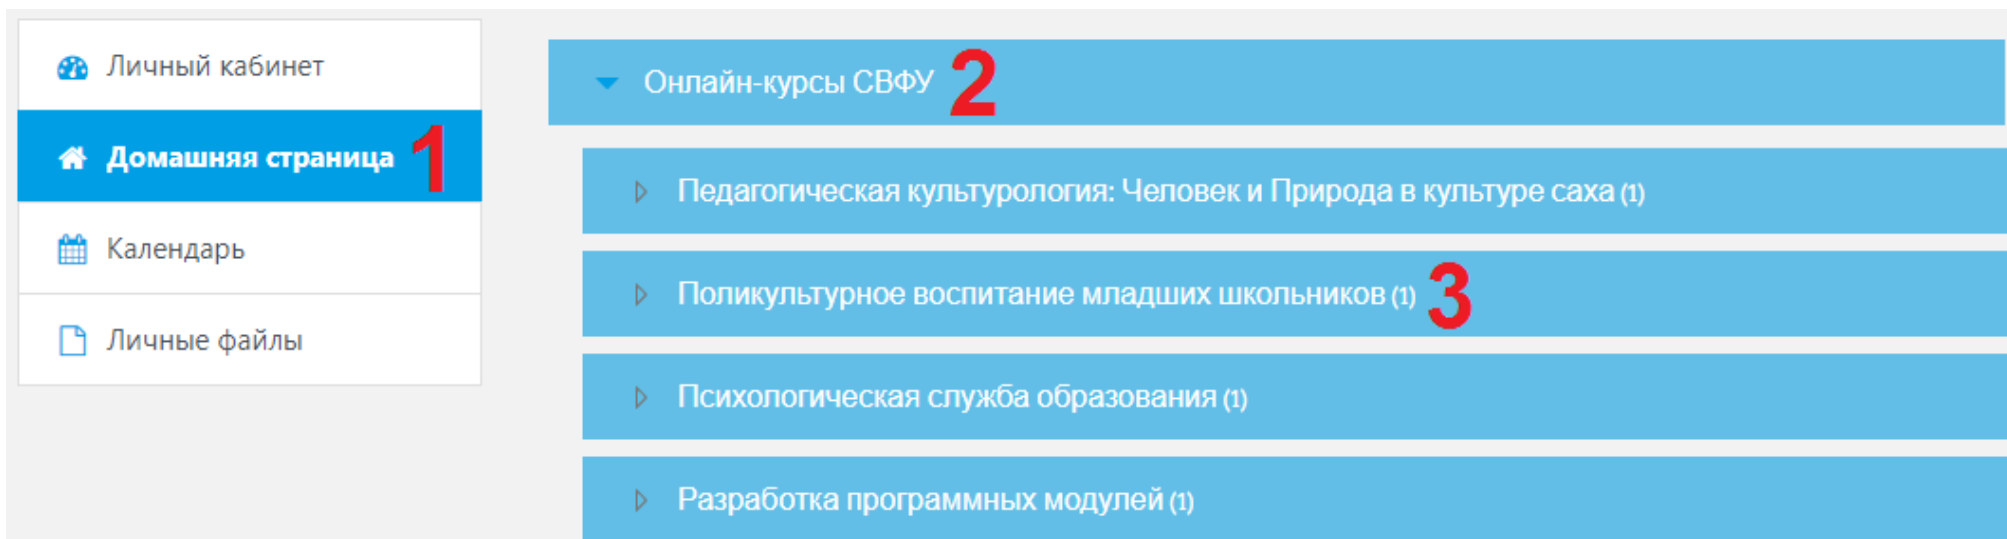 Личный кабинет
Домашняя страница 1
Календарь
Личные файлы
Онлайн-курсы СВФУ 2
Педагогическая культурология: Человек и Природа в культуре саха (1)
Поликультурное воспитание младших школьников (1) 3
Психологическая служба образования (1)
Разработка программных модулей (1)